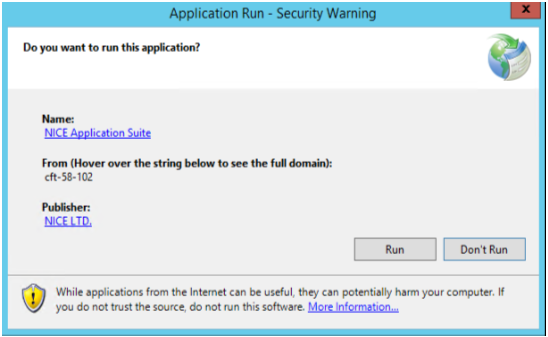 Application Run - Security Warning
x
Do you want to run this application?
Name:
NICE Application Suite
From (Hover over the string below to see the full domain):
cft-58-102
Publisher:
NICE LTD.
Run Don't Run
While applications from the Internet can be useful, they can potentially harm your computer. If
you do not trust the source, do not run this software. More Information...